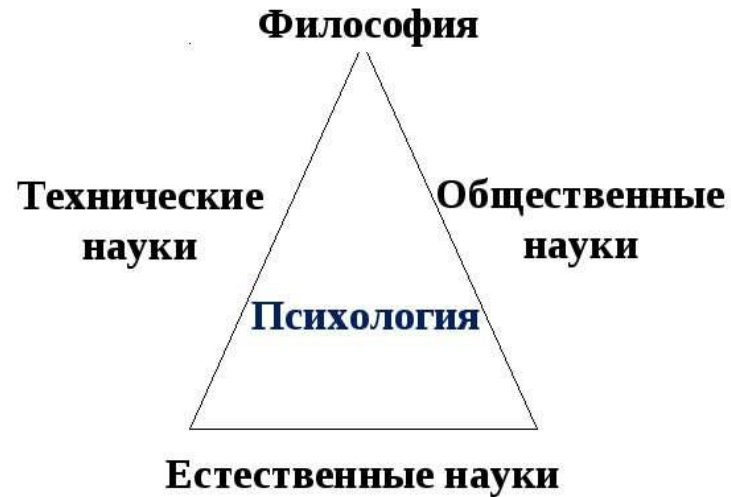 Философия
Технические
науки
Общественные
науки
Психология
Естественные науки